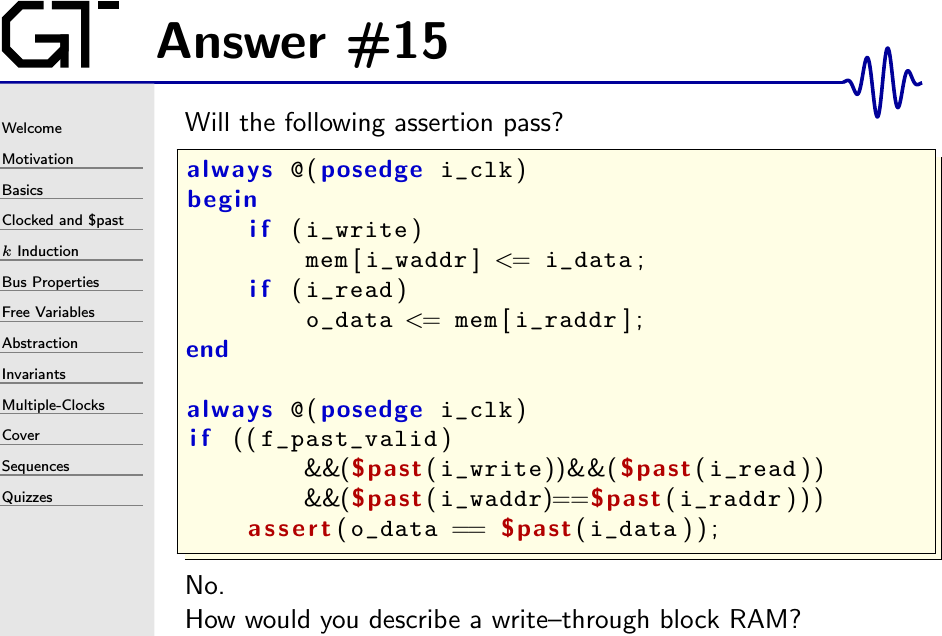 GT
Answer #15
Welcome
Motivation
Basics
Clocked and $past
k Induction
Bus Properties
Free Variables
Abstraction
Invariants
Multiple-Clocks
Cover
Sequences
Quizzes
Will the following assertion pass?
always @(posedge i_clk)
begin
if (i_write)
mem[i_waddr] <= i_data;
if (i_read)
o_data <= mem[i_raddr];
end
always @(posedge i_clk)
if ((f_past_valid)
&&($past(i_write))&&($past(i_read))
&&($past(i_waddr)==$past(i_raddr)))
assert(o_data == $past(i_data));
No.
How would you describe a write–through block RAM?